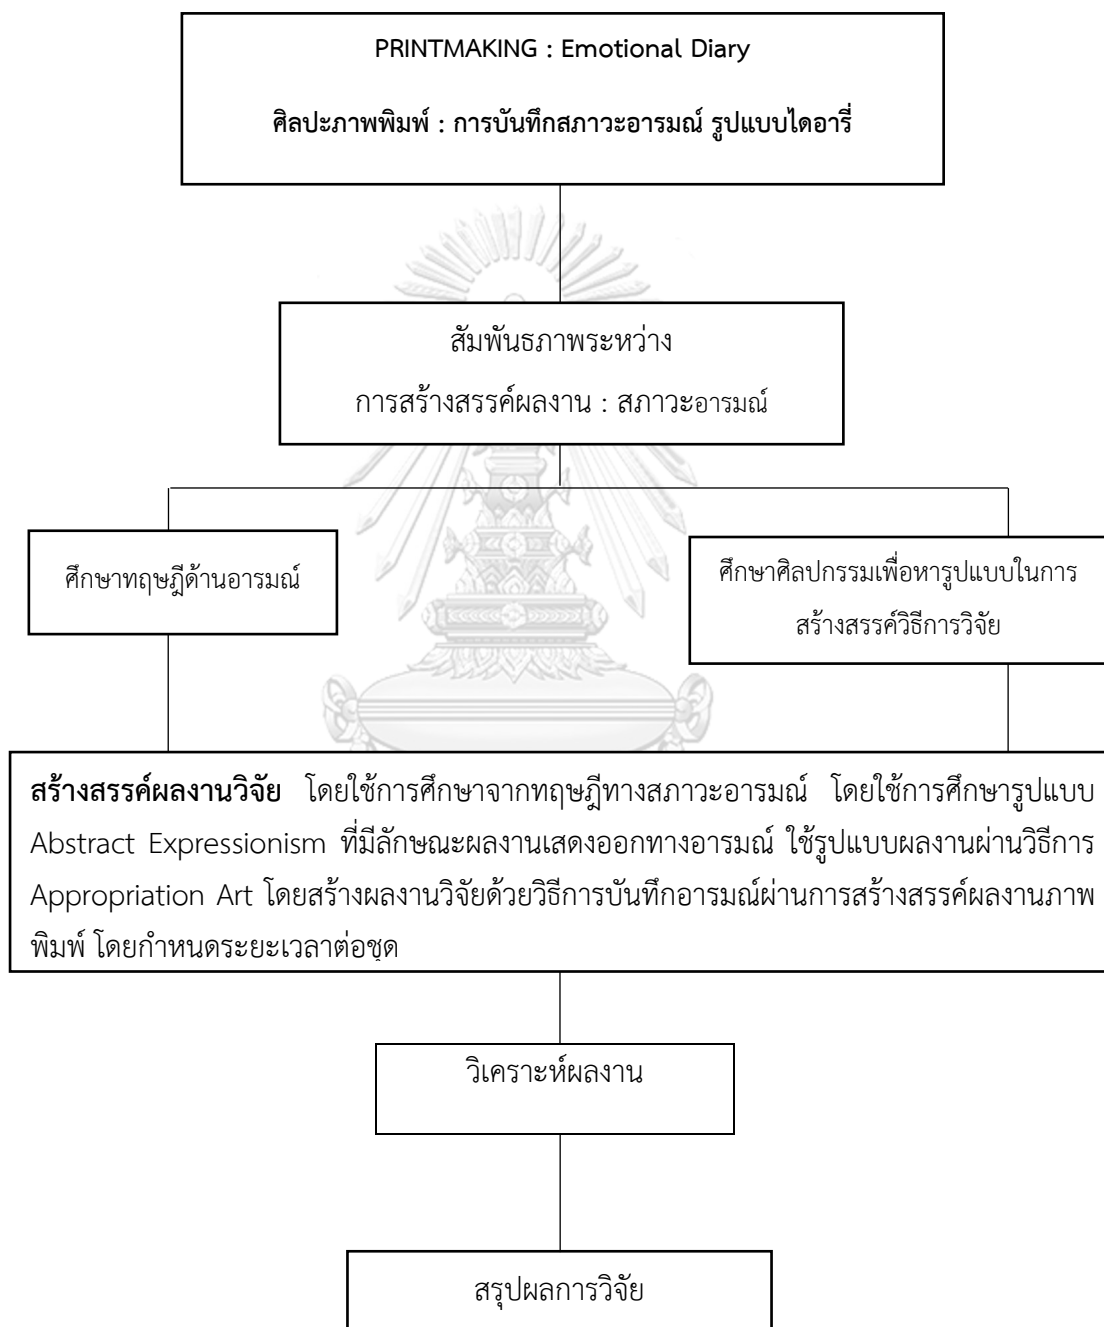 PRINTMAKING : Emotional Diary
ศิลปะภาพพิมพ์ : การบันทึกสภาวะอารมณ์ รูปแบบไดอารี่
สัมพันธภาพระหว่าง
การสร้างสรรค์ผลงาน : สภาวะอารมณ์
ศึกษาทฤษฎีด้านอารมณ์
ศึกษาศิลปกรรมเพื่อหารูปแบบในการ
สร้างสรรค์วิธีการวิจัย
สร้างสรรค์ผลงานวิจัย โดยใช้การศึกษาจากทฤษฎีทางสภาวะอารมณ์ โดยใช้การศึกษารูปแบบ
Abstract Expressionism ที่มีลักษณะผลงานแสดงออกทางอารมณ์ ใช้รูปแบบผลงานผ่านวิธีการ
Appropriation Art โดยสร้างผลงานวิจัยด้วยวิธีการบันทึกอารมณ์ผ่านการสร้างสรรค์ผลงานภาพ
พิมพ์ โดยกำหนดระยะเวลาต่อชุด
วิเคราะห์ผลงาน
สรุปผลการวิจัย